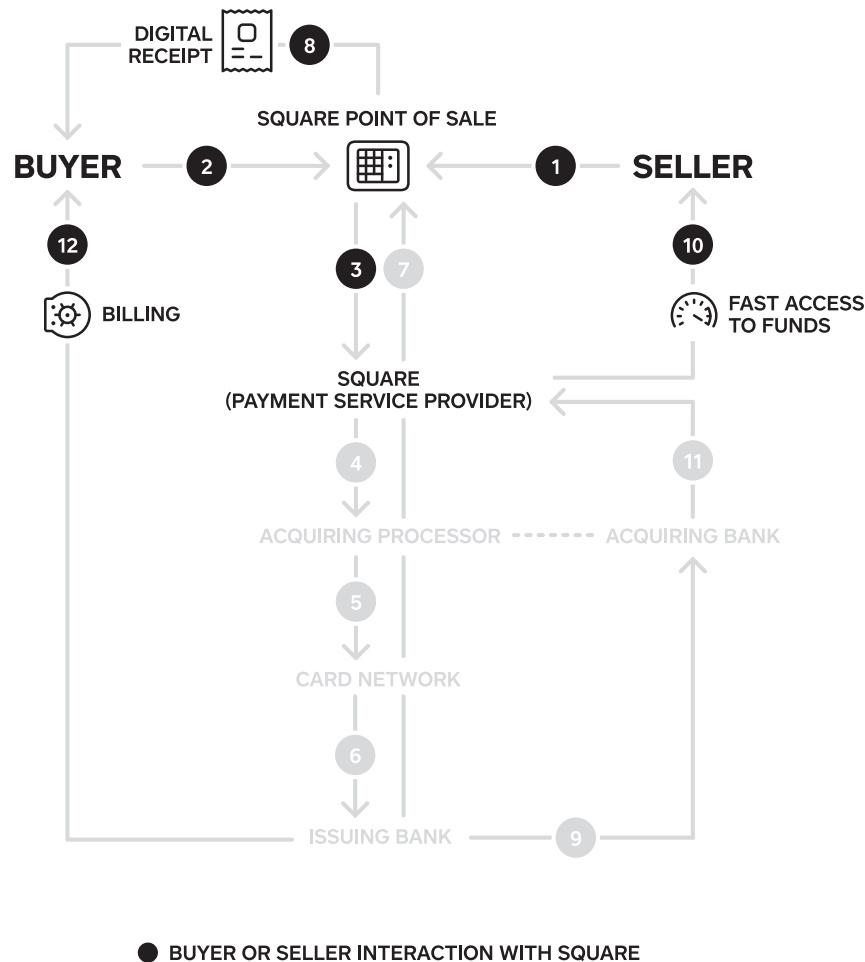 DIGITAL
RECEIPT
8
SQUARE POINT OF SALE
BUYER
2
1
SELLER
12
3
7
10
BILLING
FAST ACCESS
TO FUNDS
SQUARE
(PAYMENT SERVICE PROVIDER)
4
11
ACQUIRING PROCESSOR
ACQUIRING BANK
5
CARD NETWORK
6
ISSUING BANK
9
BUYER OR SELLER INTERACTION WITH SQUARE